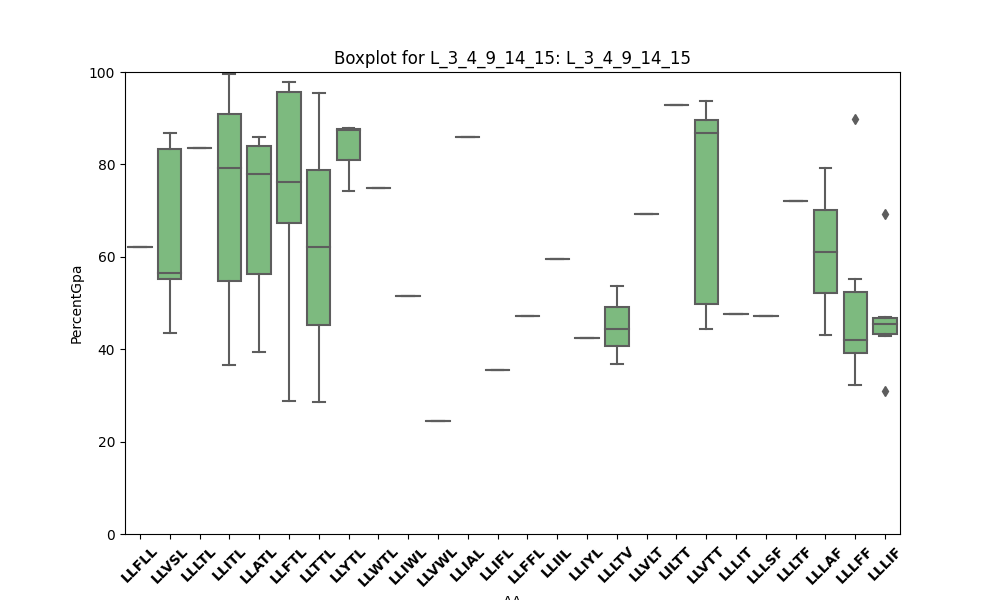 Boxplot for L_3_4_9_14_15: L_3_4_9_14_15
100
80
60
40
20
0
PercentGpa
LLFLL
LLVSL
LLLTL
LLITL
LLATL
LLFTL
LLTTL
LLYTL
LLWTL
LLIWL
LLVWL
LLIAL
LLIFL
LLFFL
LLIIL
LLIYL
LLLTV
LLVLT
LILTT
LLVTT
LLLIT
LLLSF
LLLTF
LLLAF
LLLFF
LLLIF
AA